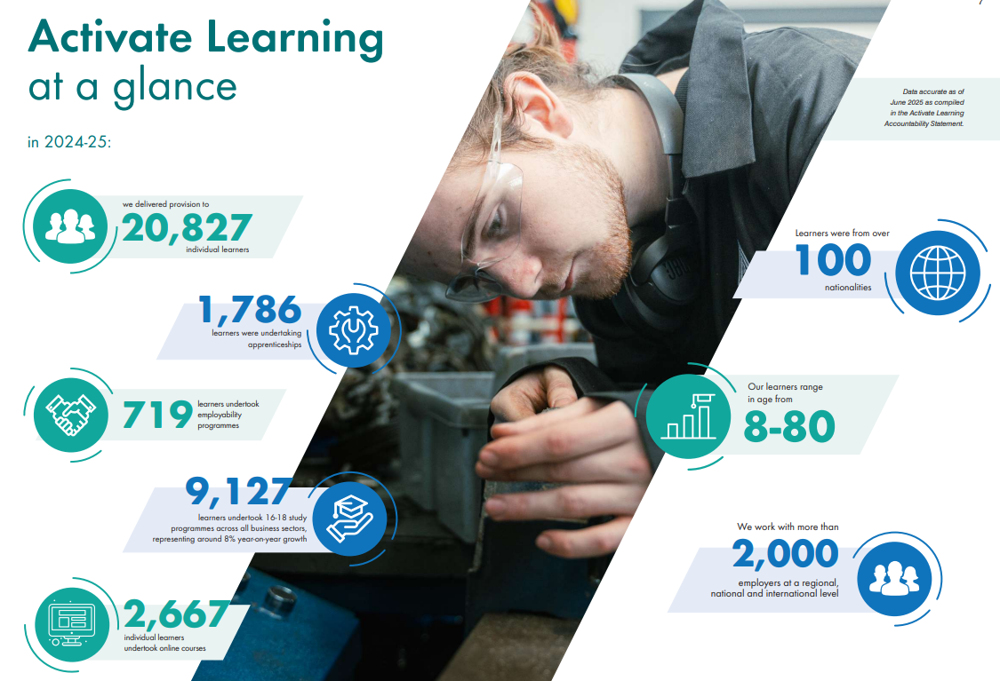 7
Activate Learning
at a glance
in 2024-25:
Data accurate as of
June 2025 as compiled
in the Activate Learning
Accountability Statement.
we delivered provision to
20,827
individual learners
1,786
learners were undertaking
apprenticeships
719
learners undertook
employability
programmes
9,127
learners undertook 16-18 study
programmes across all business sectors,
representing around 8% year-on-year growth
2,667
individual learners
undertook online courses
Learners were from over
100
nationalities
Our learners range
in age from
8-80
We work with more than
2,000
employers at a regional,
national and international level
JBL